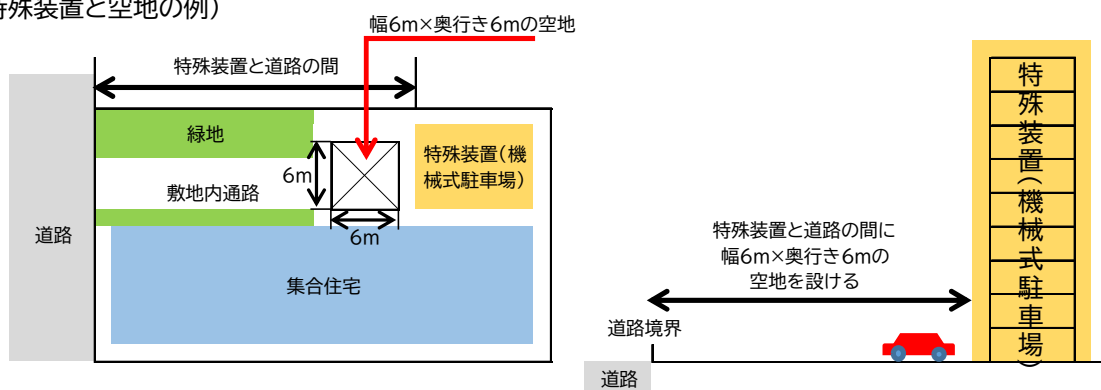 殊装置と空地の例）
幅6m×奥行き6mの空地
特殊装置と道路の間
緑地
特殊装置(機
械式駐車場)
6m
敷地内通路
6m
道路
集合住宅
特殊装置と道路の間に
幅6m×奥行き6mの
空地を設ける
道路境界
道路
特殊装置(機械式駐車場)